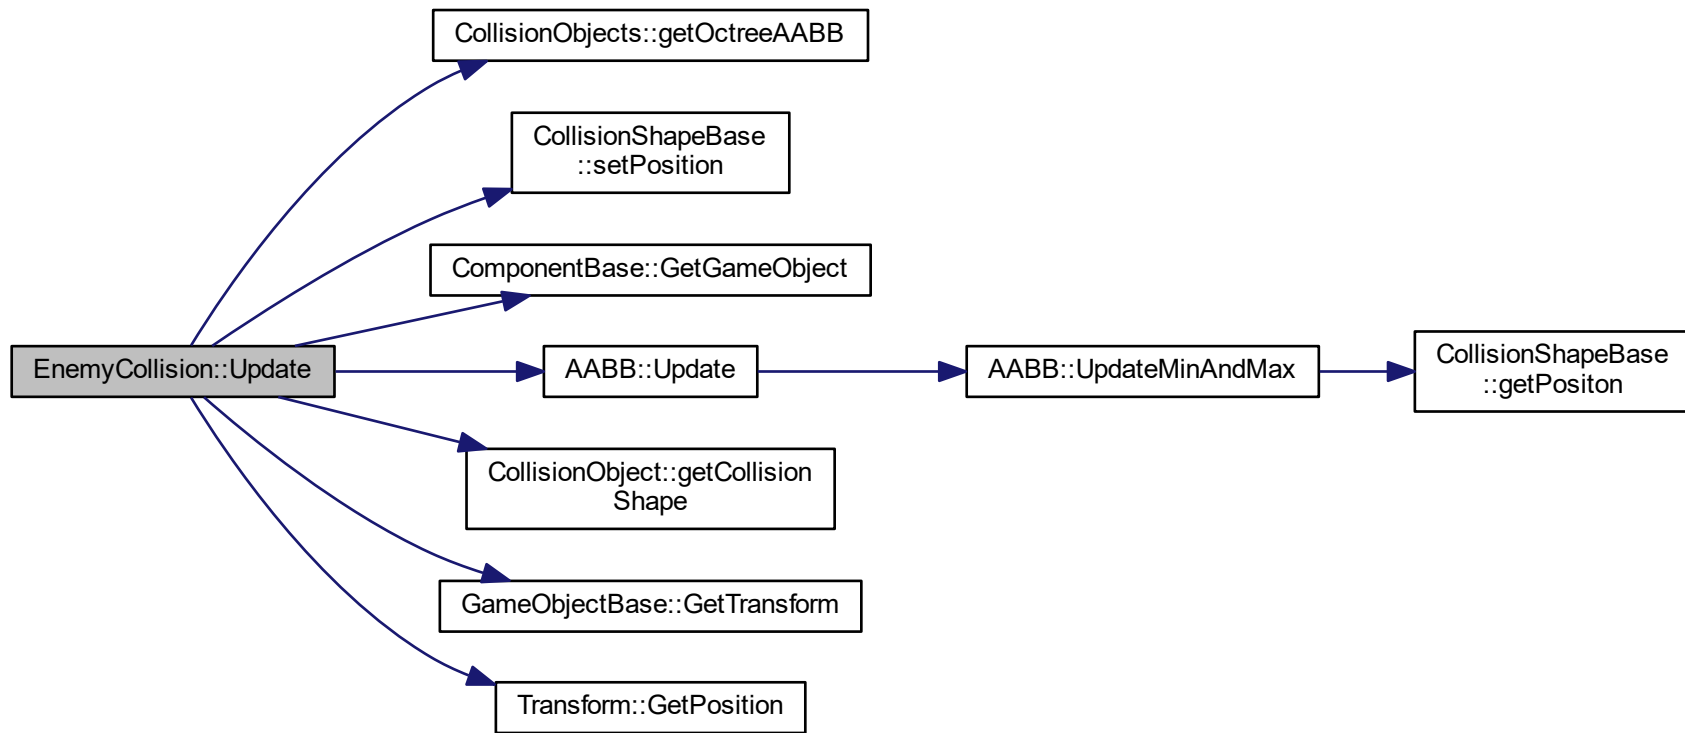 CollisionObjects::getOctreeAABB
CollisionShapeBase
::setPosition
ComponentBase::GetGameObject
EnemyCollision::Update
AABB::Update
AABB::UpdateMinAndMax
CollisionShapeBase
::getPositon
CollisionObject::getCollision
Shape
GameObjectBase::GetTransform
Transform::GetPosition